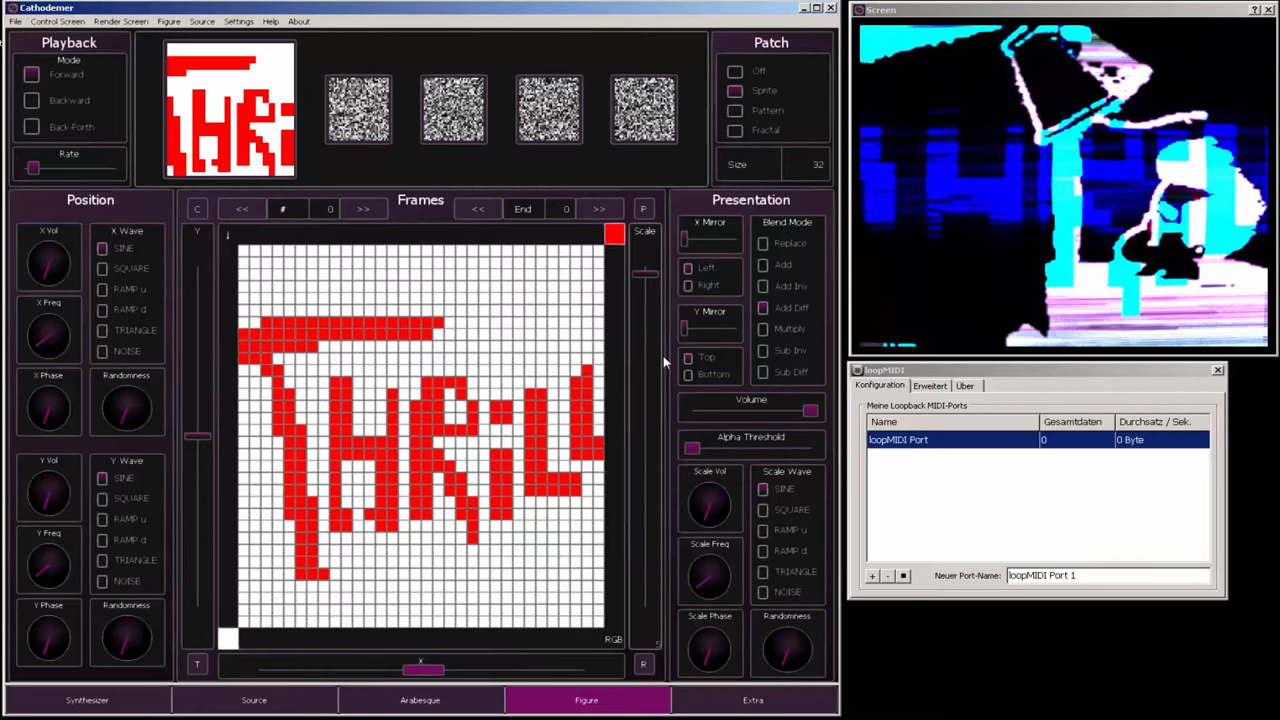 Cathodemer
File Control Screen Render Screen Figure Source Settings Help About
Playback
Mode
Forward
Backward
Back-Forth
Rate
Patch
Off
Sprite
Pattern
Fractal
Size 32
Position
X Vol
X Wave
SINE
SQUARE
X Freq
RAMP u
RAMP d
TRIANGLE
NOISE
X Phase
Randomness
Y Vol
Y Wave
SINE
SQUARE
Y Freq
RAMP u
RAMP d
TRIANGLE
NOISE
Y Phase
Randomness
Frames
C << # 0 >> << End 0 >> P
Y
Scale
THRiLL
RGB
T X R
Presentation
X Mirror
Left
Right
Y Mirror
Top
Bottom
Blend Mode
Replace
Add
Add Inv
Add Diff
Multiply
Sub Inv
Sub Diff
Volume
Alpha Threshold
Scale Vol
Scale Wave
SINE
SQUARE
Scale Freq
RAMP u
RAMP d
TRIANGLE
NOISE
Scale Phase
Randomness
Synthesizer Source Arabesque Figure Extra
Screen
loopMIDI
Konfiguration Erweitert Über
Meine Loopback MIDI-Ports
Name Gesamtdaten Durchsatz / Sek.
loopMIDI Port 0 0 Byte
+ - Neuer Port-Name: loopMIDI Port 1